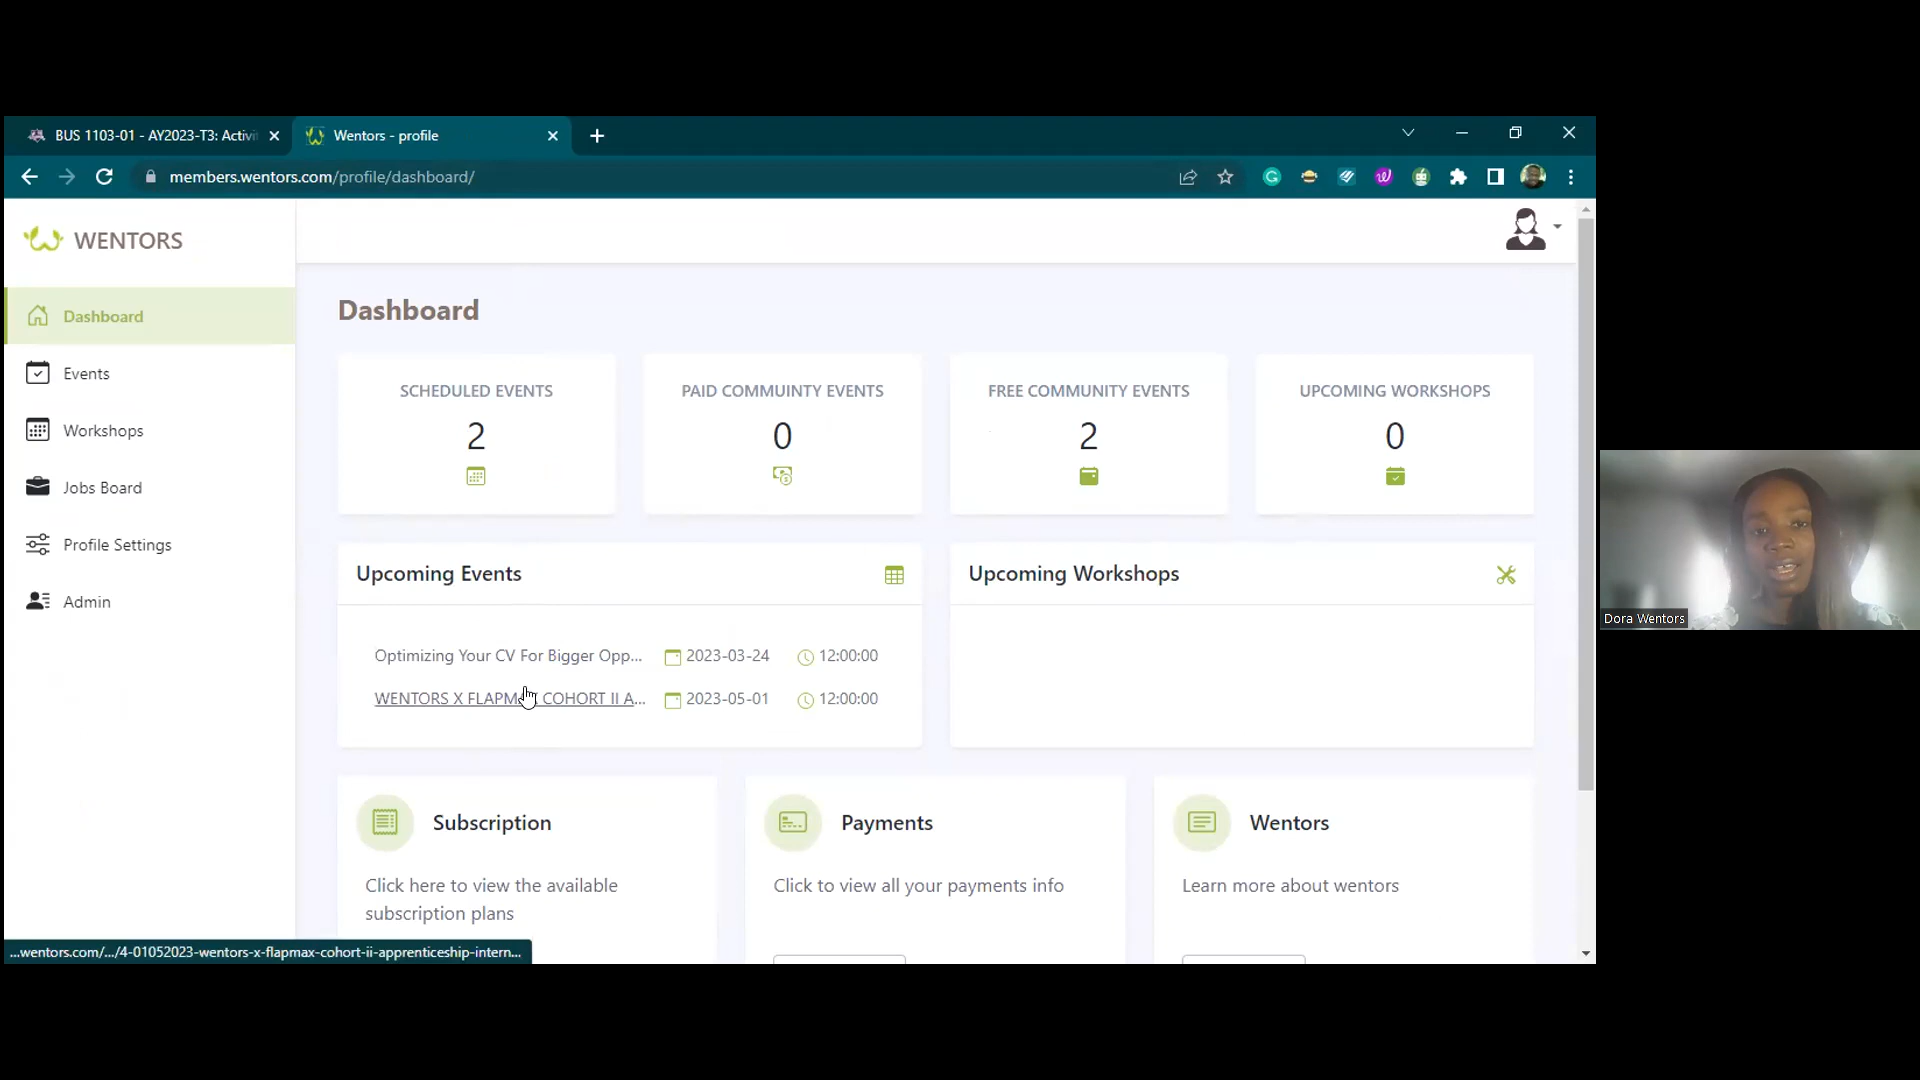 BUS 1103-01 - AY2023-T3: Activi
Wentors - profile
members.wentors.com/profile/dashboard/
WENTORS
Dashboard
Events
Workshops
Jobs Board
Profile Settings
Admin
Dashboard
SCHEDULED EVENTS
2
PAID COMMUINTY EVENTS
0
FREE COMMUNITY EVENTS
2
UPCOMING WORKSHOPS
0
Upcoming Events
Optimizing Your CV For Bigger Opp... 2023-03-24 12:00:00
WENTORS X FLAPM COHORT II A... 2023-05-01 12:00:00
Upcoming Workshops
Subscription
Click here to view the available
subscription plans
Payments
Click to view all your payments info
Wentors
Learn more about wentors
...wentors.com/.../4-01052023-wentors-x-flapmax-cohort-ii-apprenticeship-intern...
Dora Wentors